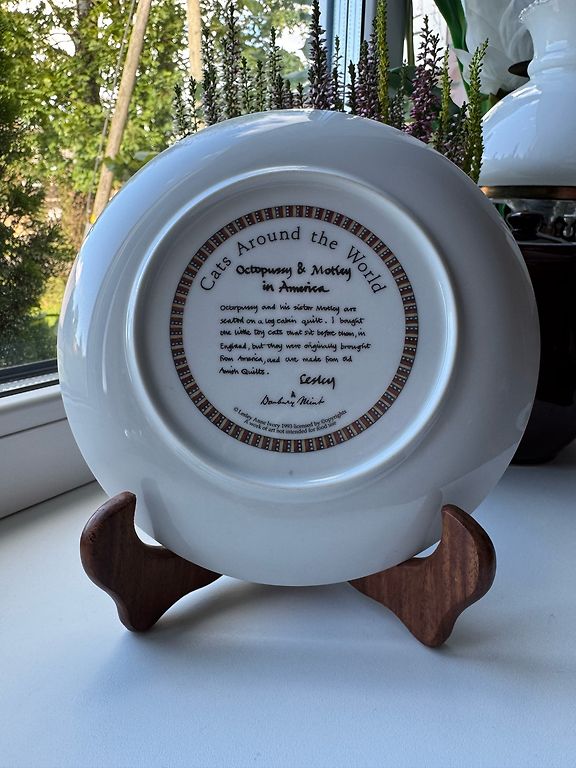 Cats Around the World
Octopussy & Motley
in America
Octopussy and his sister Motley are
seated on a log cabin quilt. I bought
the little toy cats that sit before them, in
England, but they were originally brought
from America, and are made from old
Amish Quilts.
Lesley
Danbury Mint
© Lesley Anne Ivory 1993 licensed by Copyrights
A work of art not intended for food use